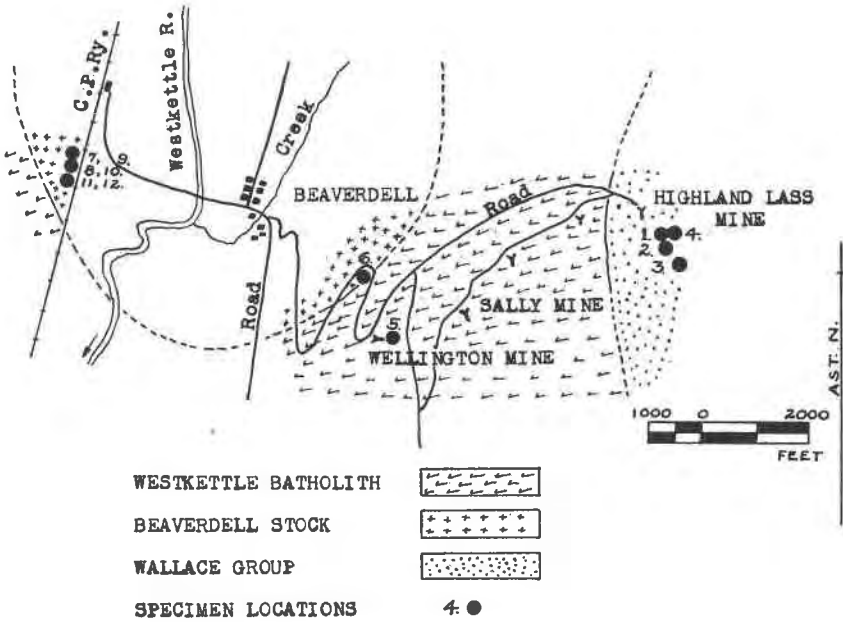 C.P.Ry.
Westkettle R.
Creek
7, 9.
8, 10.
11, 12.
BEAVERDELL
Road
HIGHLAND LASS
MINE
1.
4.
2.
3.
6.
SALLY MINE
5.
WELLINGTON MINE
Road
AST. N.
1000 0 2000
FEET
WESTKETTLE BATHOLITH
BEAVERDELL STOCK
WALLACE GROUP
SPECIMEN LOCATIONS 4.